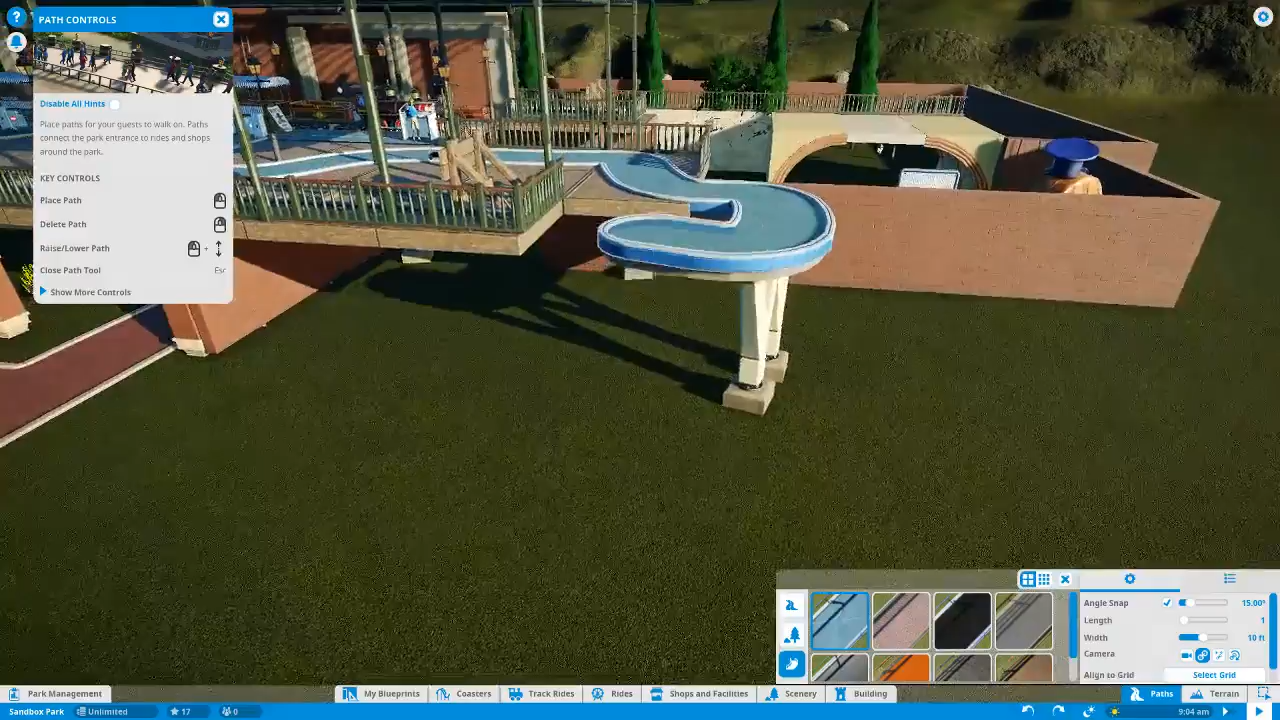 PATH CONTROLS
Disable All Hints
Place paths for your guests to walk on. Paths
connect the park entrance to rides and shops
around the park.
KEY CONTROLS
Place Path
Delete Path
Raise/Lower Path +
Close Path Tool Esc
Show More Controls
Angle Snap 15.00°
Length 1
Width 10 ft
Camera
Align to Grid Select Grid
Park Management My Blueprints Coasters Track Rides Rides Shops and Facilities Scenery Building Paths Terrain
Sandbox Park Unlimited 17 0 9:04 am